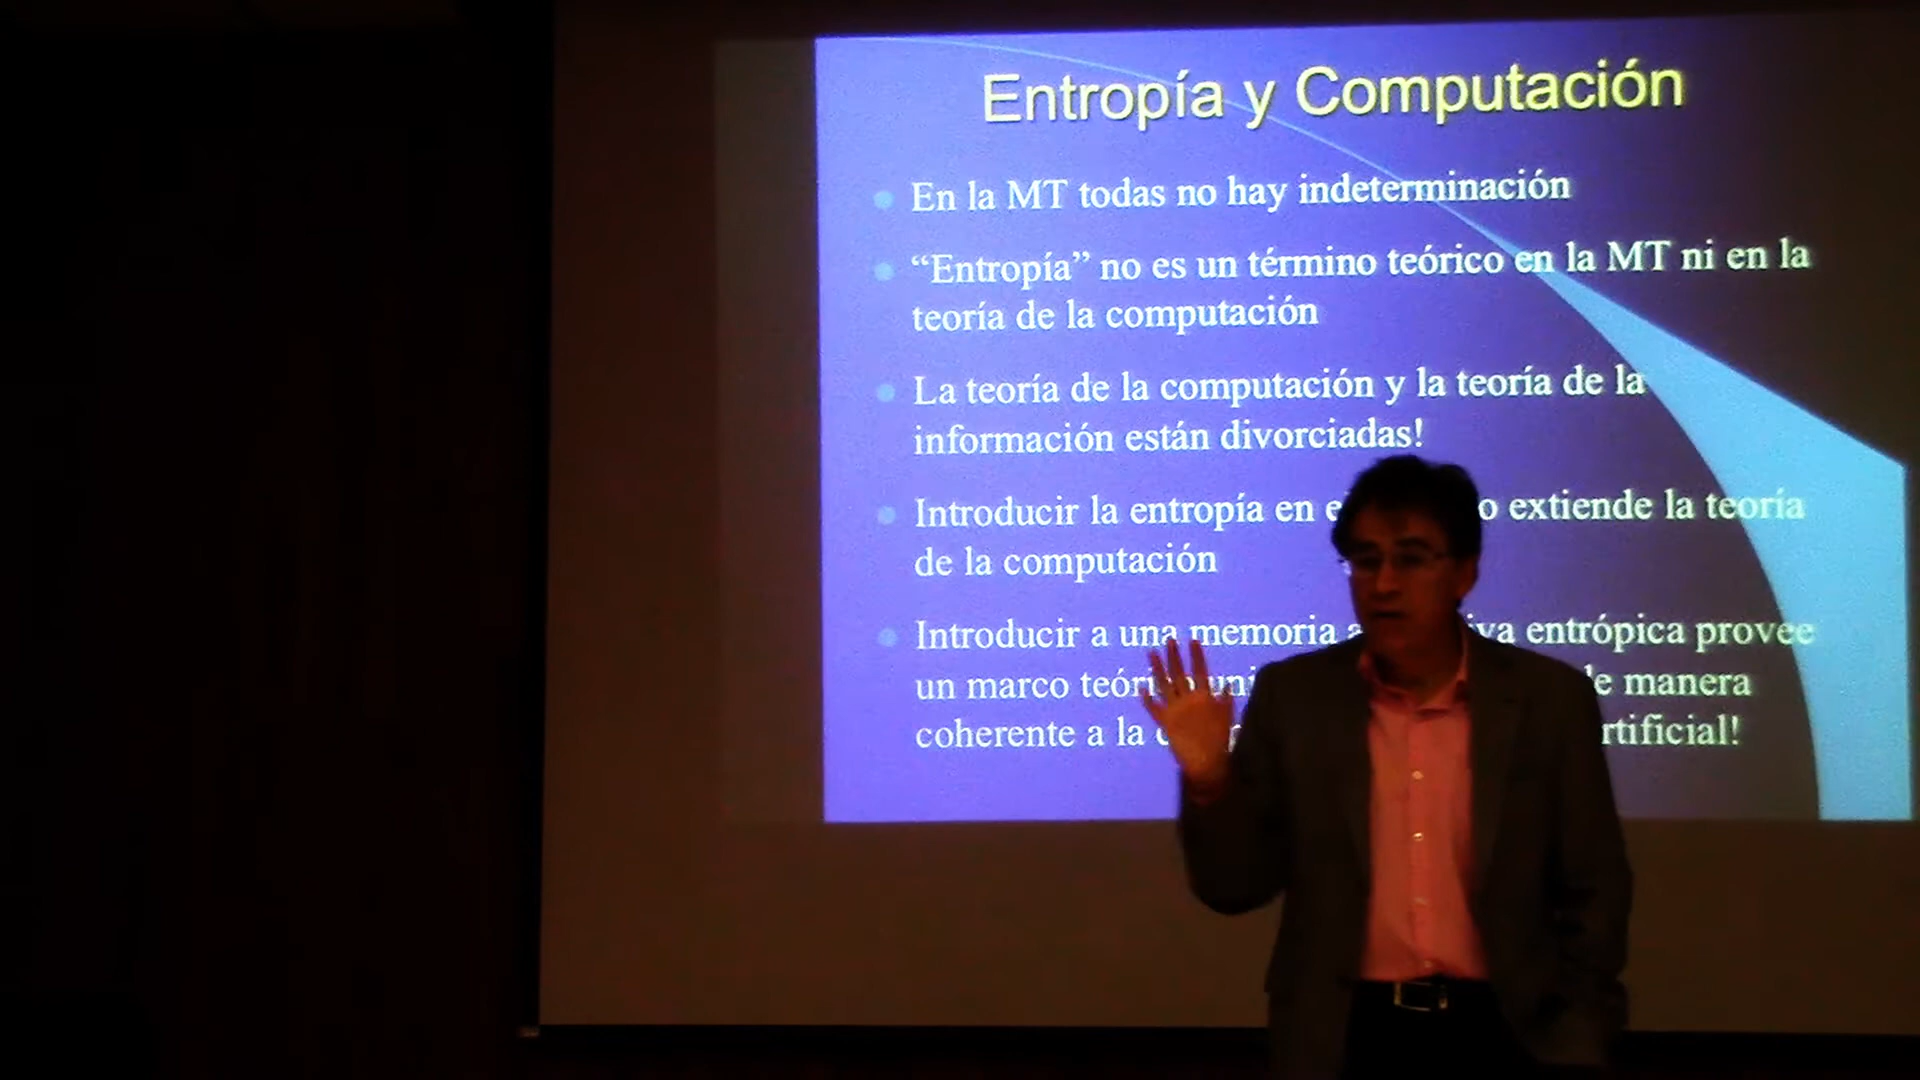 Entropía y Computación
En la MT todas no hay indeterminación
“Entropía” no es un término teórico en la MT ni en la
teoría de la computación
La teoría de la computación y la teoría de la
información están divorciadas!
Introducir la entropía en extiende la teoría
de la computación
Introducir a una memoria entrópica provee
un marco manera
coherente a la